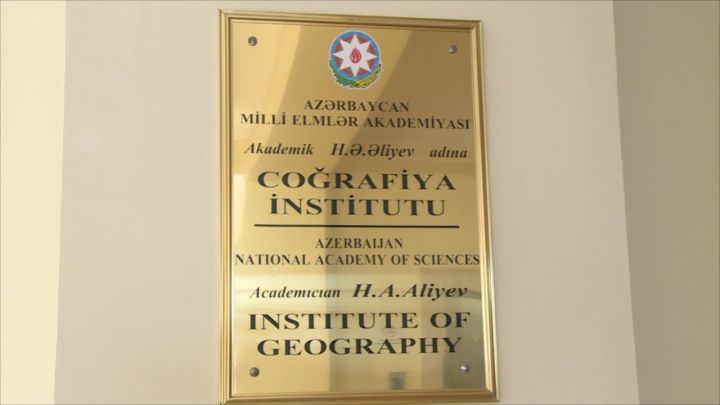 AZƏRBAYCAN
MİLLİ ELMLƏR AKADEMİYASI
Akademik H.Ə.Əliyev adına
COĞRAFİYA
İNSTİTUTU
AZERBAIJAN
NATIONAL ACADEMY OF SCIENCES
Academıcıan H.A.Aliyev
INSTITUTE OF
GEOGRAPHY